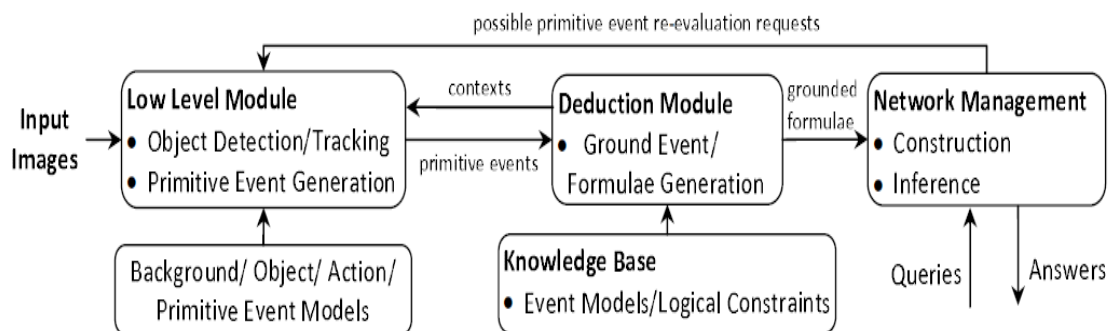 possible primitive event re-evaluation requests
Input
Images
Low Level Module
• Object Detection/Tracking
• Primitive Event Generation
contexts
primitive events
Deduction Module
• Ground Event/
Formulae Generation
grounded
formulae
Network Management
• Construction
• Inference
Background/ Object/ Action/
Primitive Event Models
Knowledge Base
• Event Models/Logical Constraints
Queries
Answers